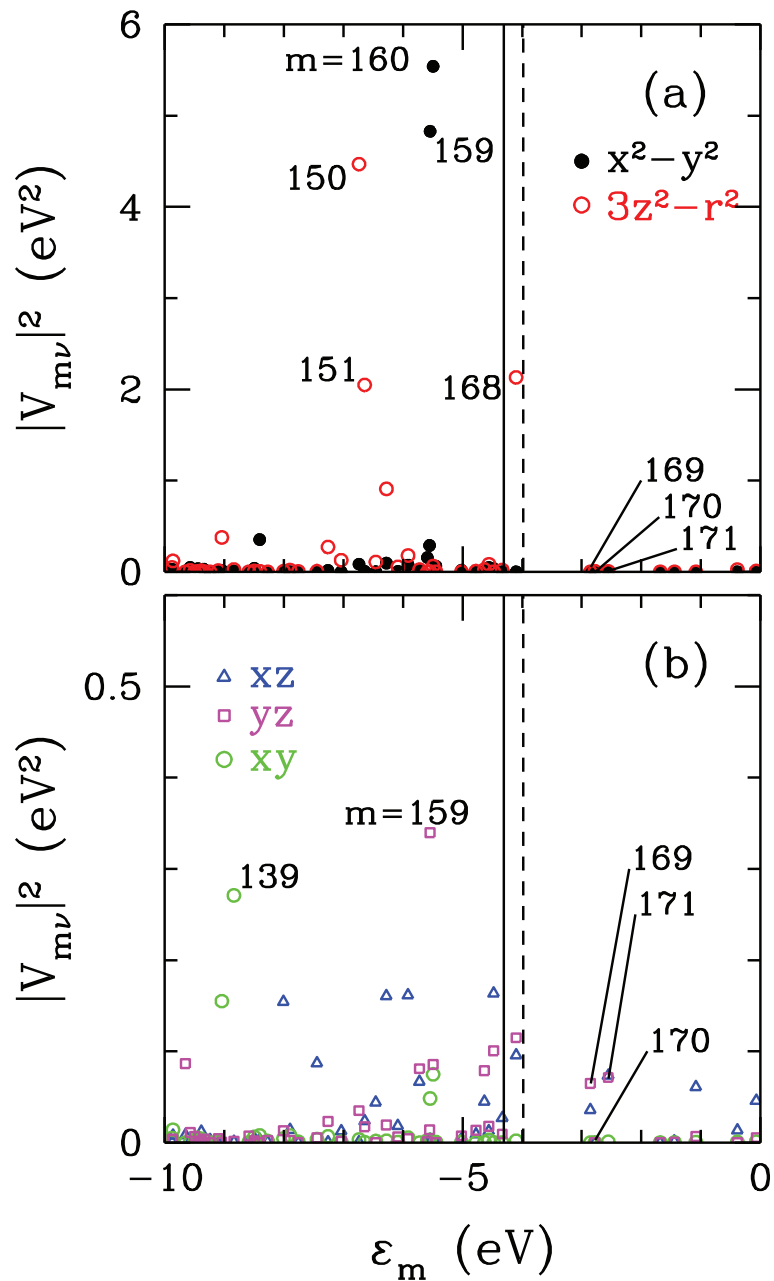 6
m=160
(a)
159
x²−y²
150
3z²−r²
4
|Vmν|² (eV²)
151
168
2
169
170
171
0
(b)
xz
0.5
yz
xy
m=159
|Vmν|² (eV²)
139
169
171
170
0
−10
−5
0
εm (eV)